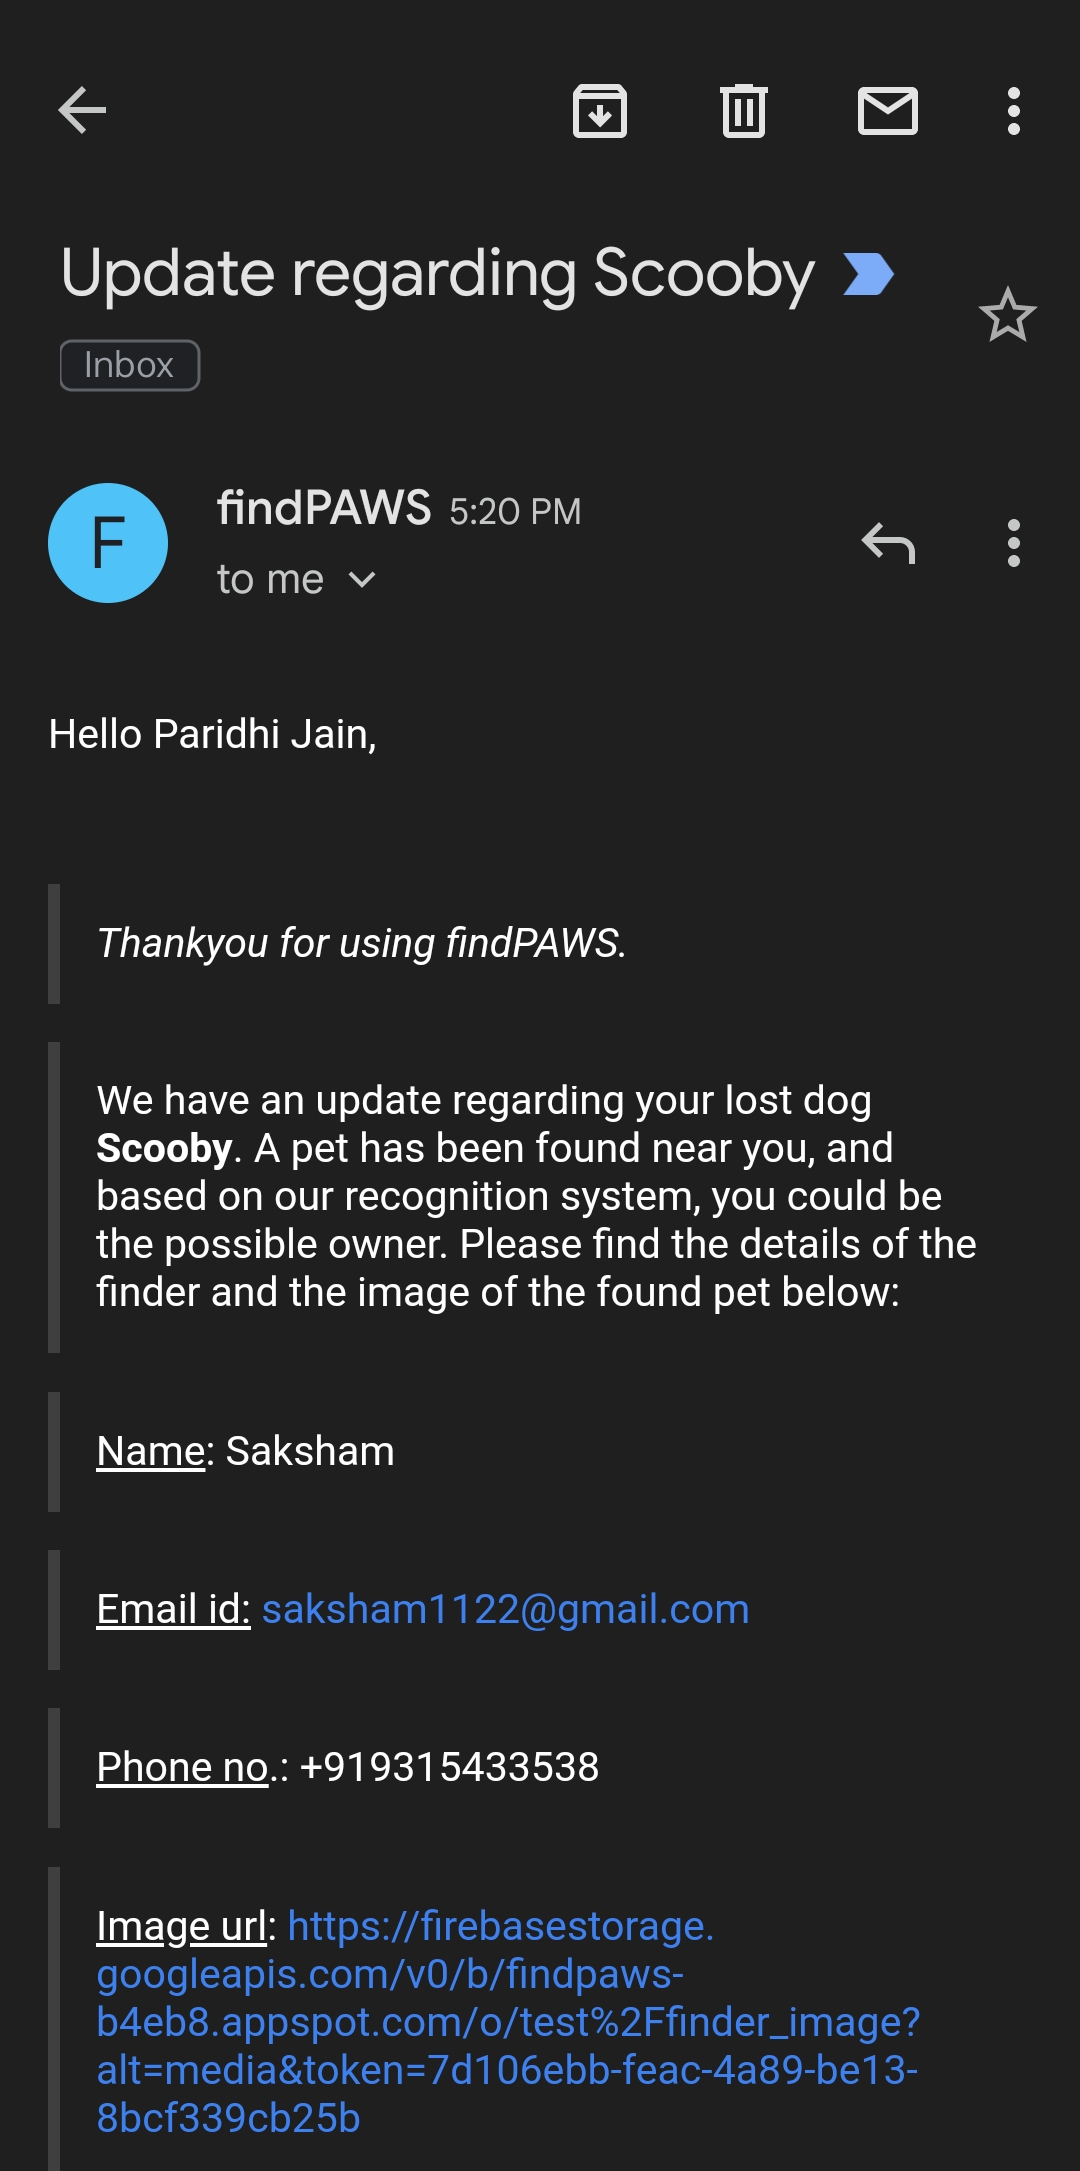 Update regarding Scooby
Inbox
F
findPAWS 5:20 PM
to me
Hello Paridhi Jain,
Thankyou for using findPAWS.
We have an update regarding your lost dog
Scooby. A pet has been found near you, and
based on our recognition system, you could be
the possible owner. Please find the details of the
finder and the image of the found pet below:
Name: Saksham
Email id: saksham1122@gmail.com
Phone no.: +919315433538
Image url: https://firebasestorage.
googleapis.com/v0/b/findpaws-
b4eb8.appspot.com/o/test%2Ffinder_image?
alt=media&token=7d106ebb-feac-4a89-be13-
8bcf339cb25b